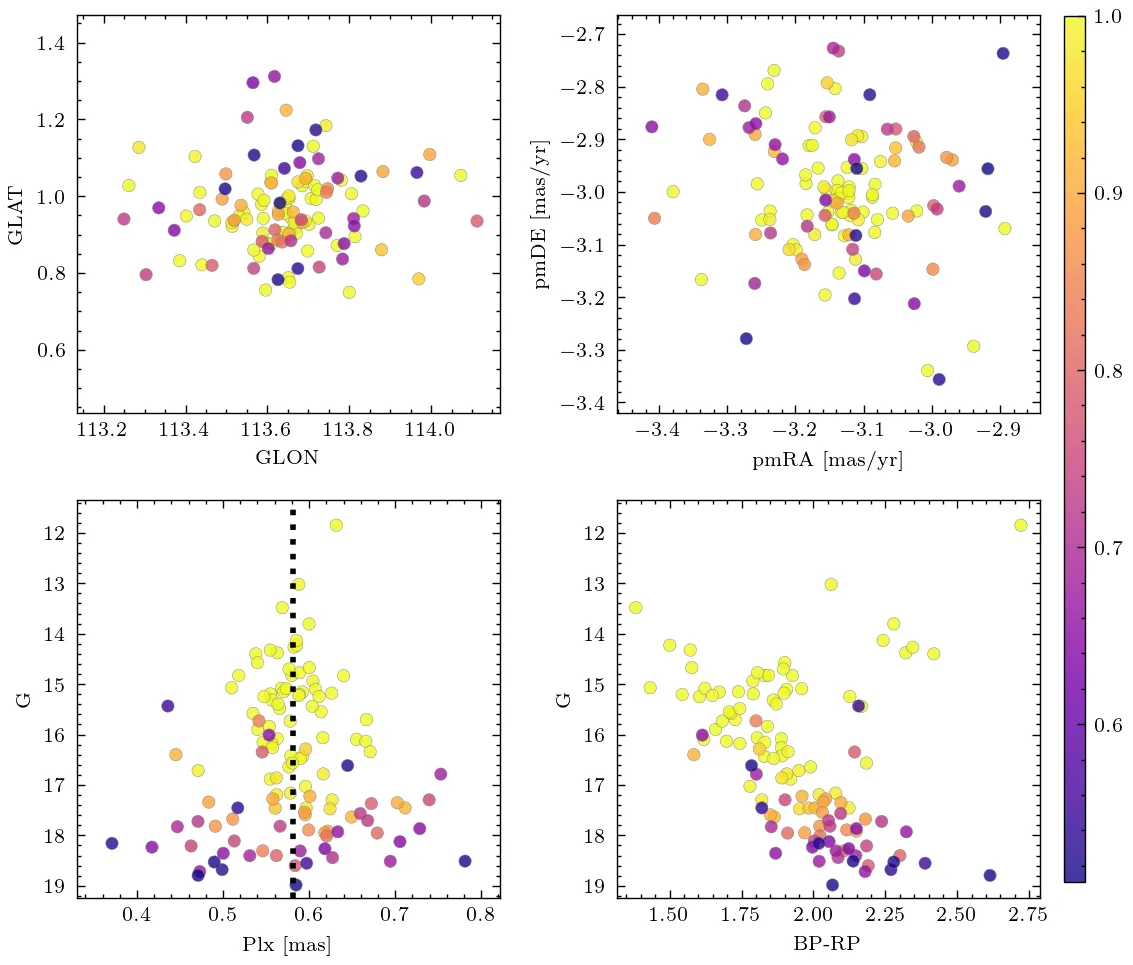 1.4
1.2
1.0
0.8
0.6
GLAT
113.2 113.4 113.6 113.8 114.0
GLON
−2.7
−2.8
−2.9
−3.0
−3.1
−3.2
−3.3
−3.4
pmDE [mas/yr]
−3.4 −3.3 −3.2 −3.1 −3.0 −2.9
pmRA [mas/yr]
1.0
0.9
0.8
0.7
0.6
12
13
14
15
16
17
18
19
G
0.4 0.5 0.6 0.7 0.8
Plx [mas]
12
13
14
15
16
17
18
19
G
1.50 1.75 2.00 2.25 2.50 2.75
BP-RP